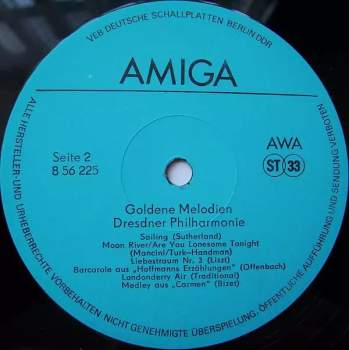 VEB DEUTSCHE SCHALLPLATTEN BERLIN DDR
AMIGA
Seite 2
8 56 225
AWA
ST 33
Goldene Melodien
Dresdner Philharmonie
Sailing (Sutherland)
Moon River/Are You Lonesome Tonight
(Mancini/Turk-Handman)
Liebestraum Nr. 3 (Liszt)
Barcarole aus „Hoffmanns Erzählungen" (Offenbach)
Londonderry Air (Traditional)
Medley aus „Carmen" (Bizet)
ALLE HERSTELLER- UND URHEBERRECHTE VORBEHALTEN. NICHT GENEHMIGTE ÜBERSPIELUNG, ÖFFENTLICHE AUFFÜHRUNG UND SENDUNG VERBOTEN